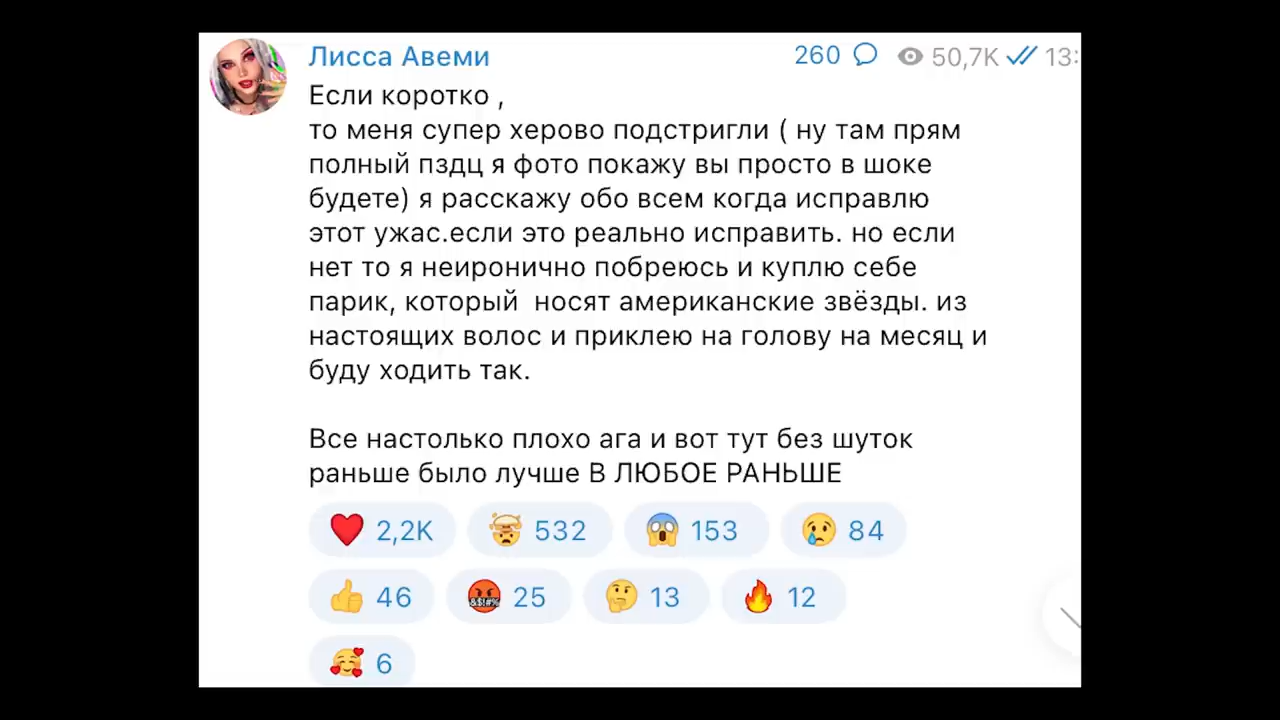 Лисса Авеми 260 50,7K 13:
Если коротко ,
то меня супер херово подстригли ( ну там прям
полный пздц я фото покажу вы просто в шоке
будете) я расскажу обо всем когда исправлю
этот ужас.если это реально исправить. но если
нет то я неиронично побреюсь и куплю себе
парик, который  носят американские звёзды. из
настоящих волос и приклею на голову на месяц и
буду ходить так.
Все настолько плохо ага и вот тут без шуток
раньше было лучше В ЛЮБОЕ РАНЬШЕ
2,2K 532 153 84
46 25 13 12
6